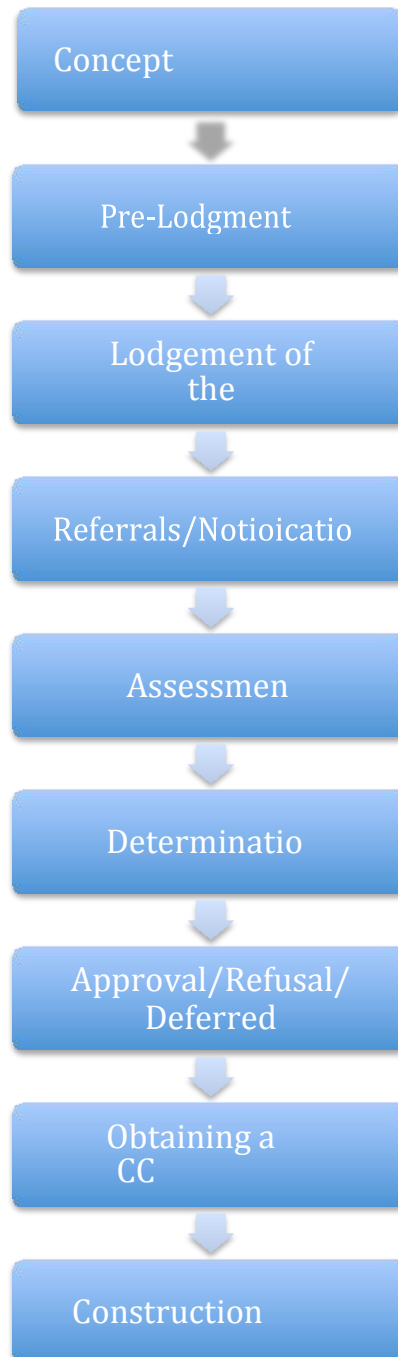 Concept
Pre-Lodgment
Lodgement of
the
Referrals/Notioicatio
Assessmen
Determinatio
Approval/Refusal/
Deferred
Obtaining a
CC
Construction